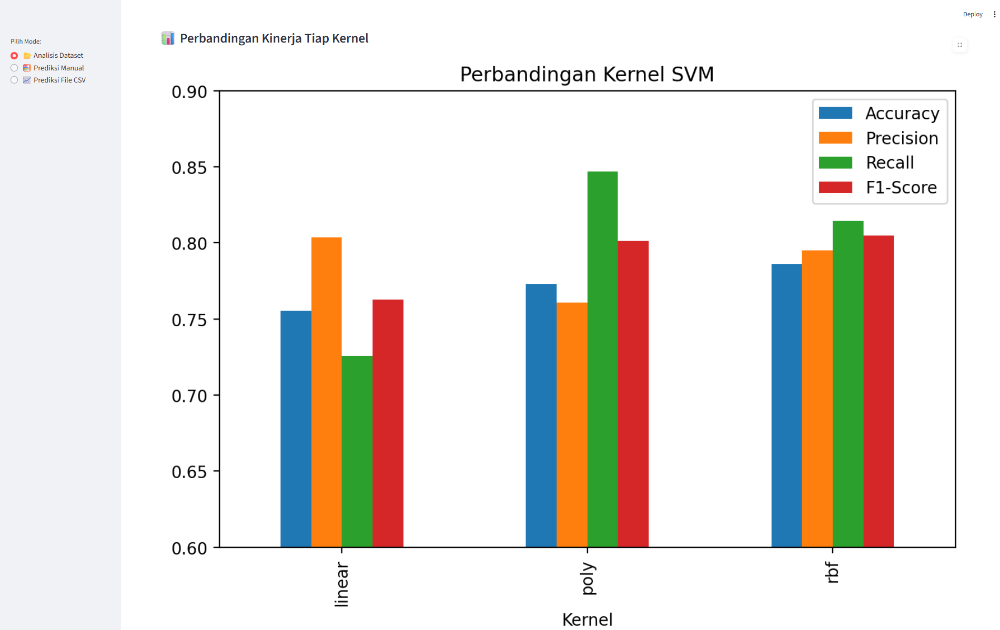 Deploy
Pilih Mode:
Analisis Dataset
Prediksi Manual
Prediksi File CSV
Perbandingan Kinerja Tiap Kernel
Perbandingan Kernel SVM
0.90
0.85
0.80
0.75
0.70
0.65
0.60
Accuracy
Precision
Recall
F1-Score
linear
poly
rbf
Kernel